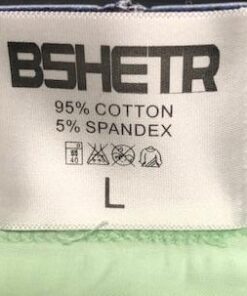 BSHETR
95% COTTON
5% SPANDEX
L